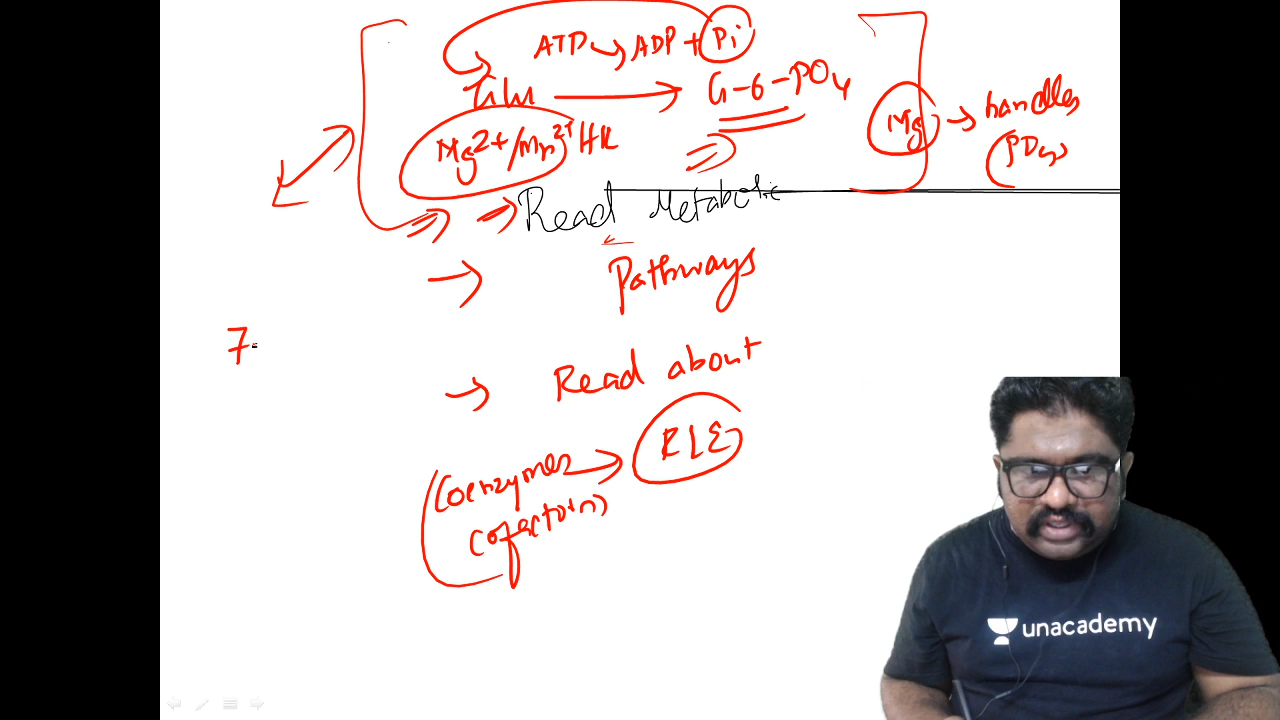 ATP → ADP + Pi
Glu → G-6-PO4
Mg2+/Mn2+ HK
Mg → handles
PO4s
⇒ ⇒ Read Metabolic
→ Pathways
7
→ Read about
Coenzymes → RLE
cofactors
unacademy